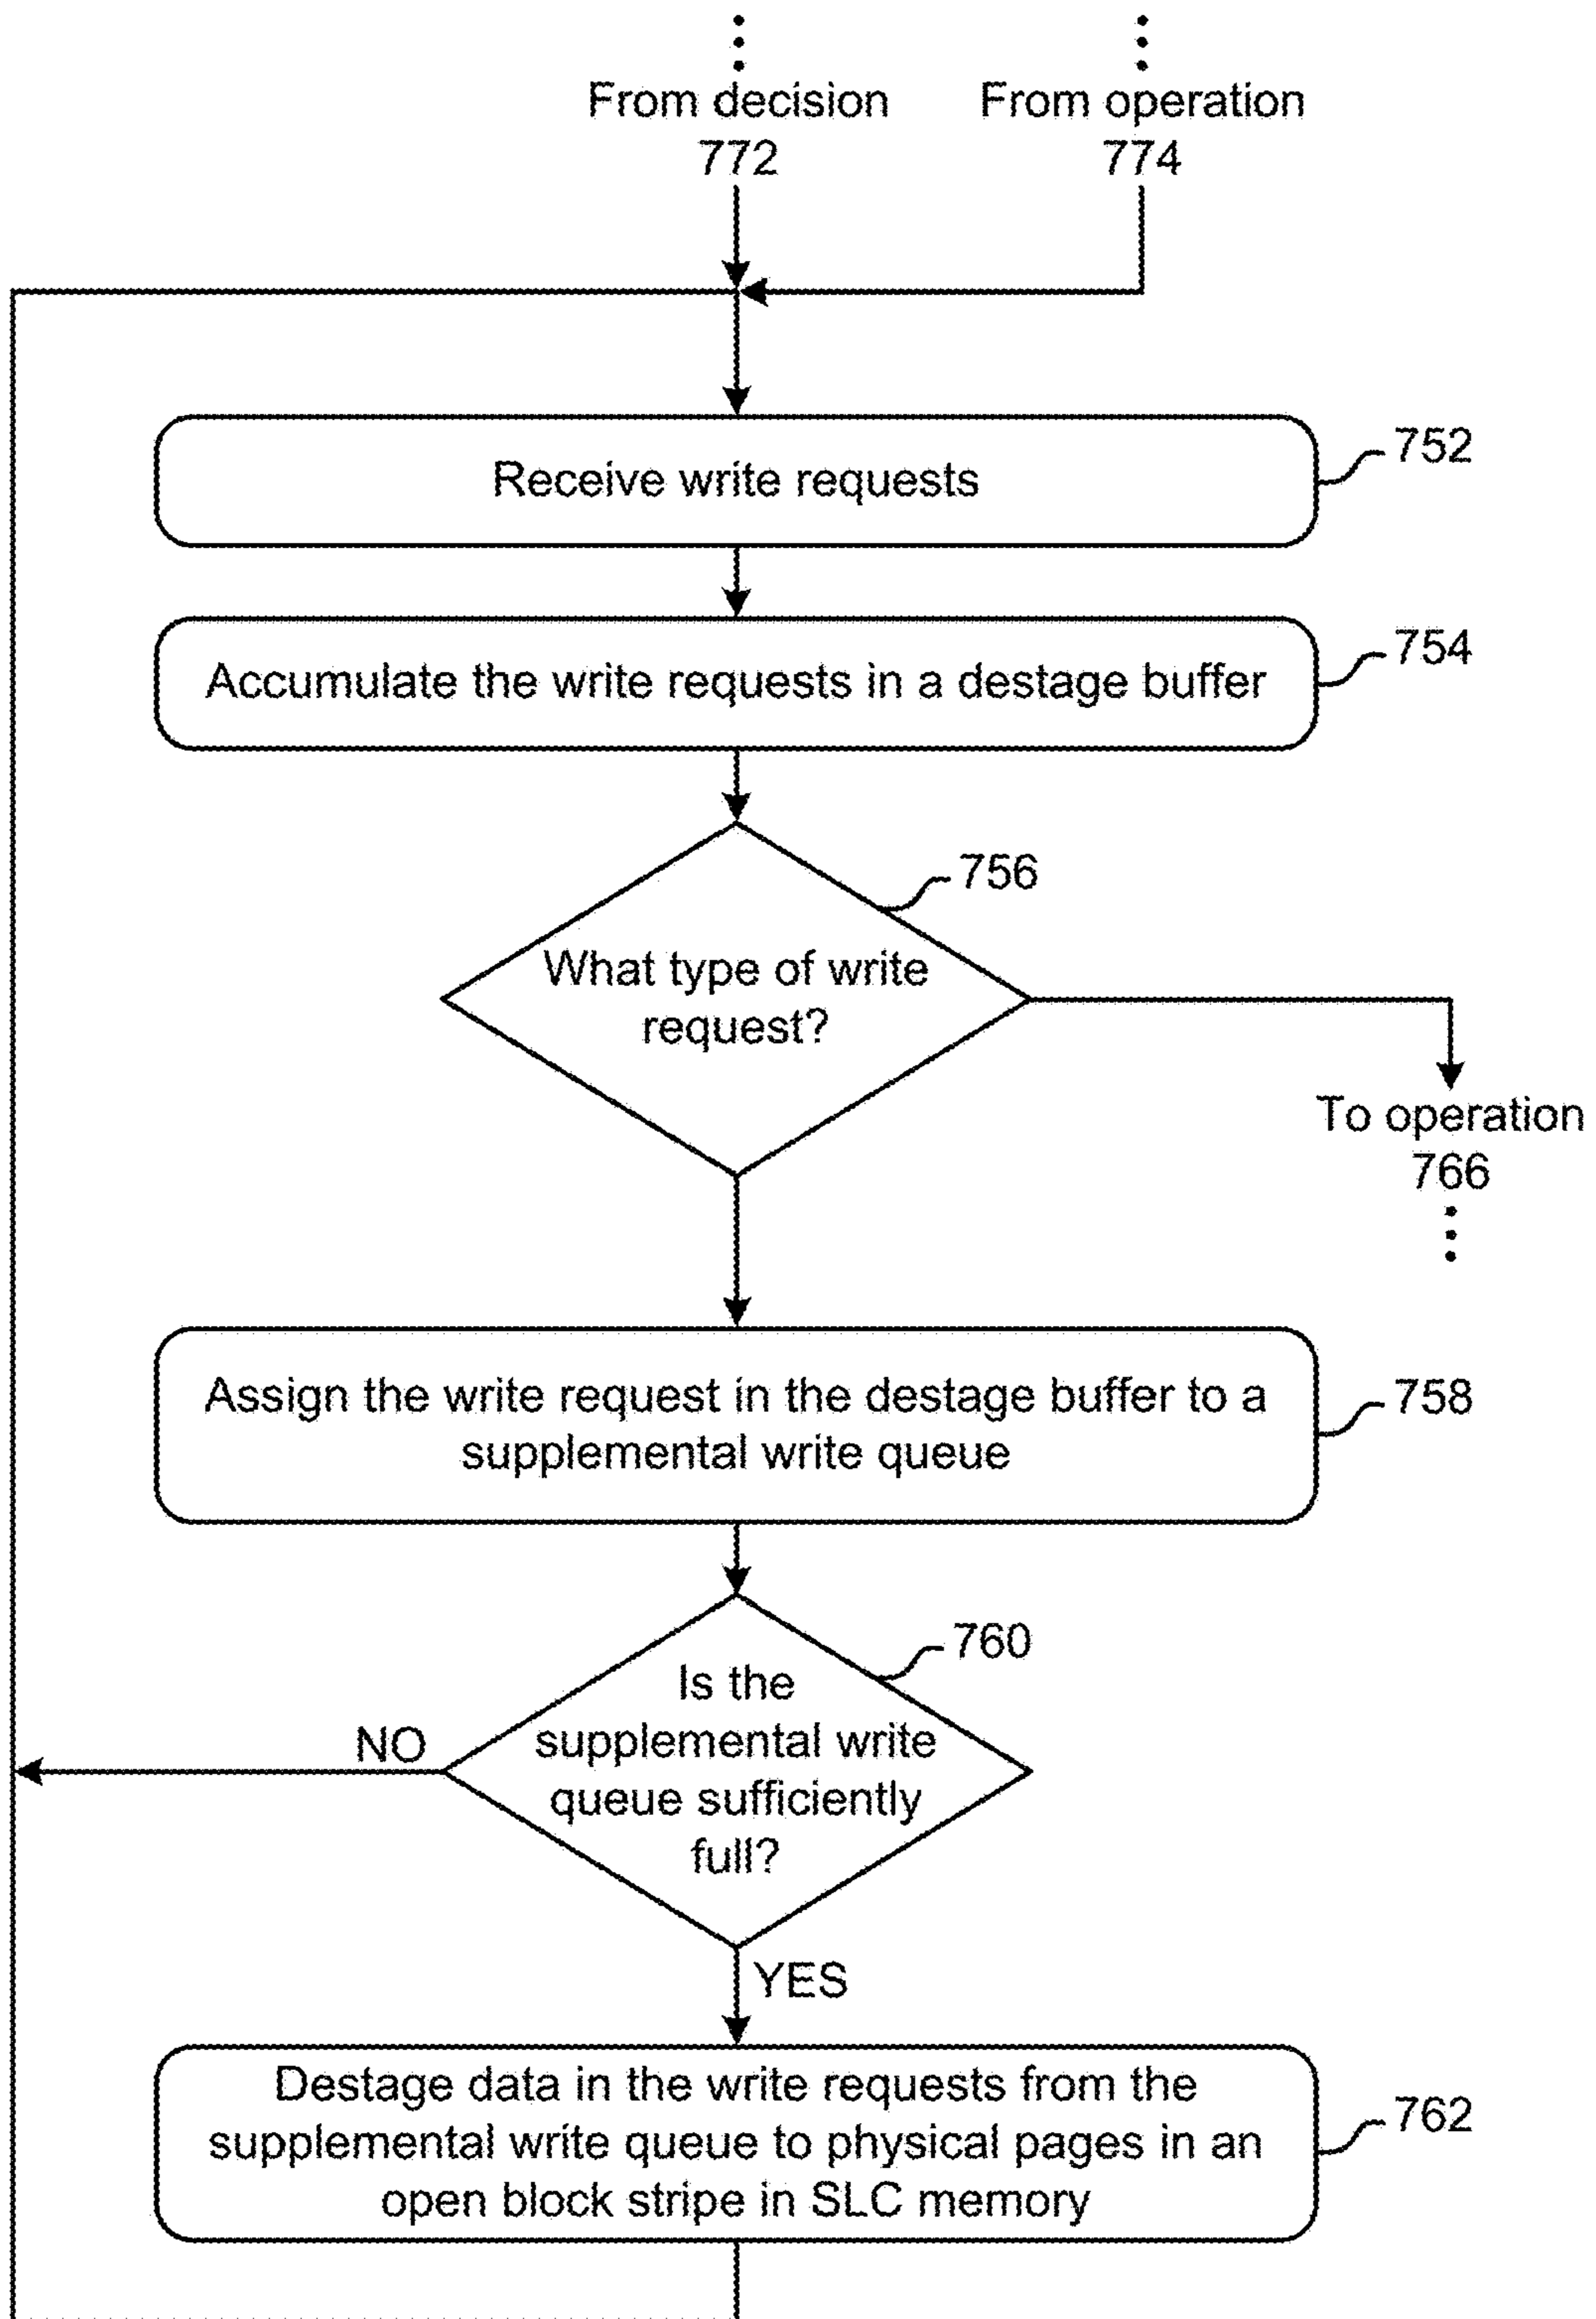 From decision
772
From operation
774
Receive write requests
752
Accumulate the write requests in a destage buffer
754
756
What type of write
request?
To operation
766
Assign the write request in the destage buffer to a
supplemental write queue
758
760
Is the
supplemental write
queue sufficiently
full?
NO
YES
Destage data in the write requests from the
supplemental write queue to physical pages in an
open block stripe in SLC memory
762